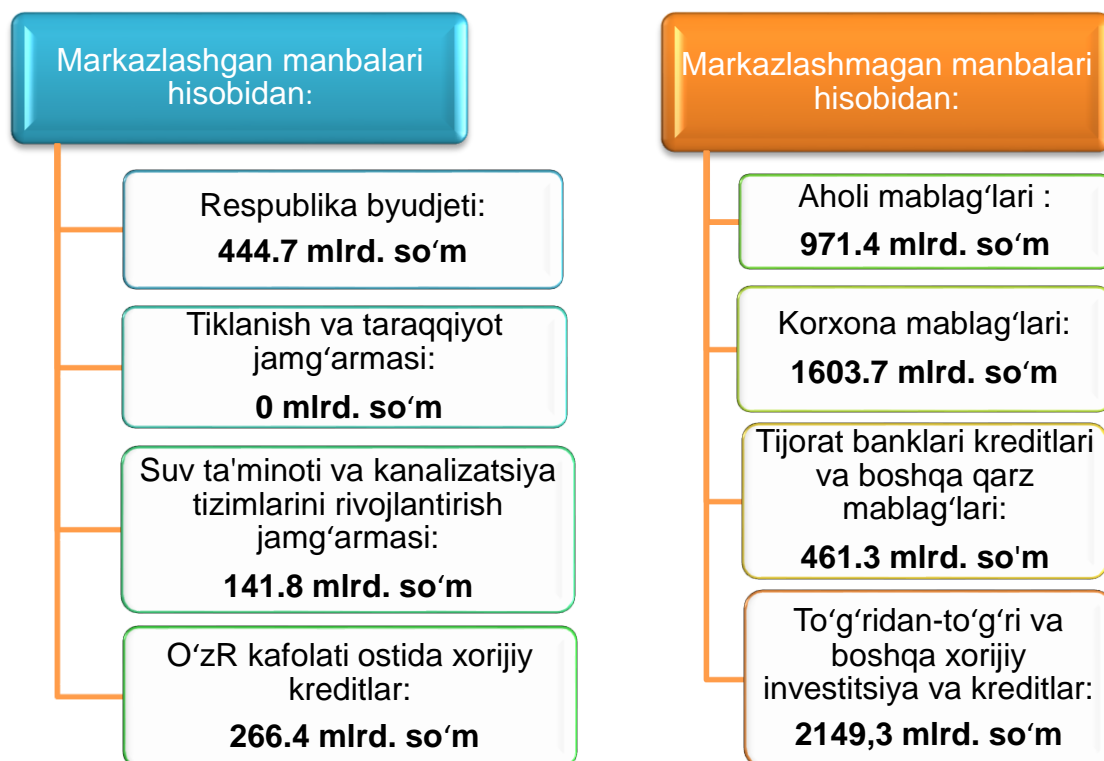 Markazlashgan manbalari
hisobidan:
Respublika byudjeti:
444.7 mlrd. so‘m
Tiklanish va taraqqiyot
jamg‘armasi:
0 mlrd. so‘m
Suv ta'minoti va kanalizatsiya
tizimlarini rivojlantirish
jamg‘armasi:
141.8 mlrd. so‘m
O‘zR kafolati ostida xorijiy
kreditlar:
266.4 mlrd. so‘m
Markazlashmagan manbalari
hisobidan:
Aholi mablag‘lari :
971.4 mlrd. so‘m
Korxona mablag‘lari:
1603.7 mlrd. so‘m
Tijorat banklari kreditlari
va boshqa qarz
mablag‘lari:
461.3 mlrd. so'm
To‘g‘ridan-to‘g‘ri va
boshqa xorijiy
investitsiya va kreditlar:
2149,3 mlrd. so‘m